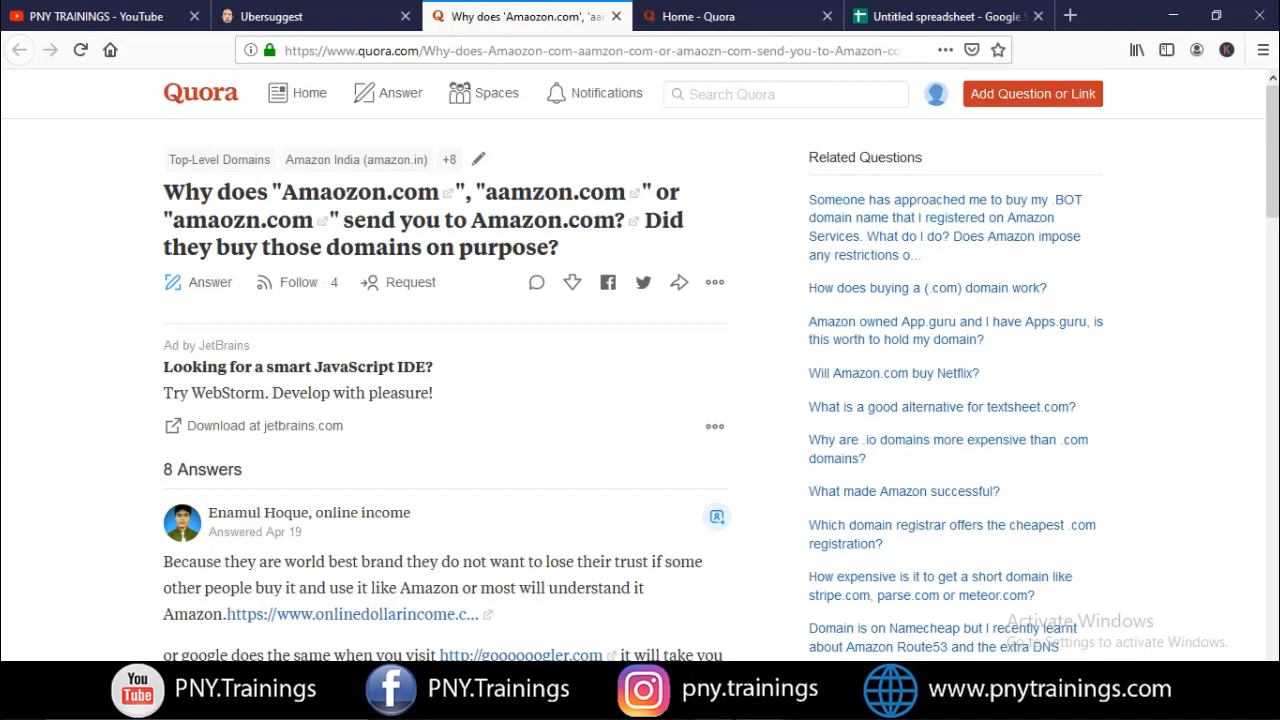 PNY TRAININGS - YouTube
Ubersuggest
Why does 'Amaozon.com', 'aa
Home - Quora
Untitled spreadsheet - Google S
https://www.quora.com/Why-does-Amaozon-com-aamzon-com-or-amaozn-com-send-you-to-Amazon-co
Quora
Home
Answer
Spaces
Notifications
Search Quora
Add Question or Link
Top-Level Domains
Amazon India (amazon.in)
+8
Why does "Amaozon.com ", "aamzon.com " or
"amaozn.com " send you to Amazon.com? Did
they buy those domains on purpose?
Answer
Follow · 4
Request
Ad by JetBrains
Looking for a smart JavaScript IDE?
Try WebStorm. Develop with pleasure!
Download at jetbrains.com
8 Answers
Enamul Hoque, online income
Answered Apr 19
Because they are world best brand they do not want to lose their trust if some
other people buy it and use it like Amazon or most will understand it
Amazon.https://www.onlinedollarincome.c...
or google does the same when you visit http://goooooogler.com it will take you
Related Questions
Someone has approached me to buy my .BOT
domain name that I registered on Amazon
Services. What do I do? Does Amazon impose
any restrictions o...
How does buying a (.com) domain work?
Amazon owned App.guru and I have Apps.guru, is
this worth to hold my domain?
Will Amazon.com buy Netflix?
What is a good alternative for textsheet.com?
Why are .io domains more expensive than .com
domains?
What made Amazon successful?
Which domain registrar offers the cheapest .com
registration?
How expensive is it to get a short domain like
stripe.com, parse.com or meteor.com?
Domain is on Namecheap but I recently learnt
about Amazon Route53 and the extra DNS
Activate Windows
Go to Settings to activate Windows.
You
Tube
PNY.Trainings
PNY.Trainings
pny.trainings
www.pnytrainings.com